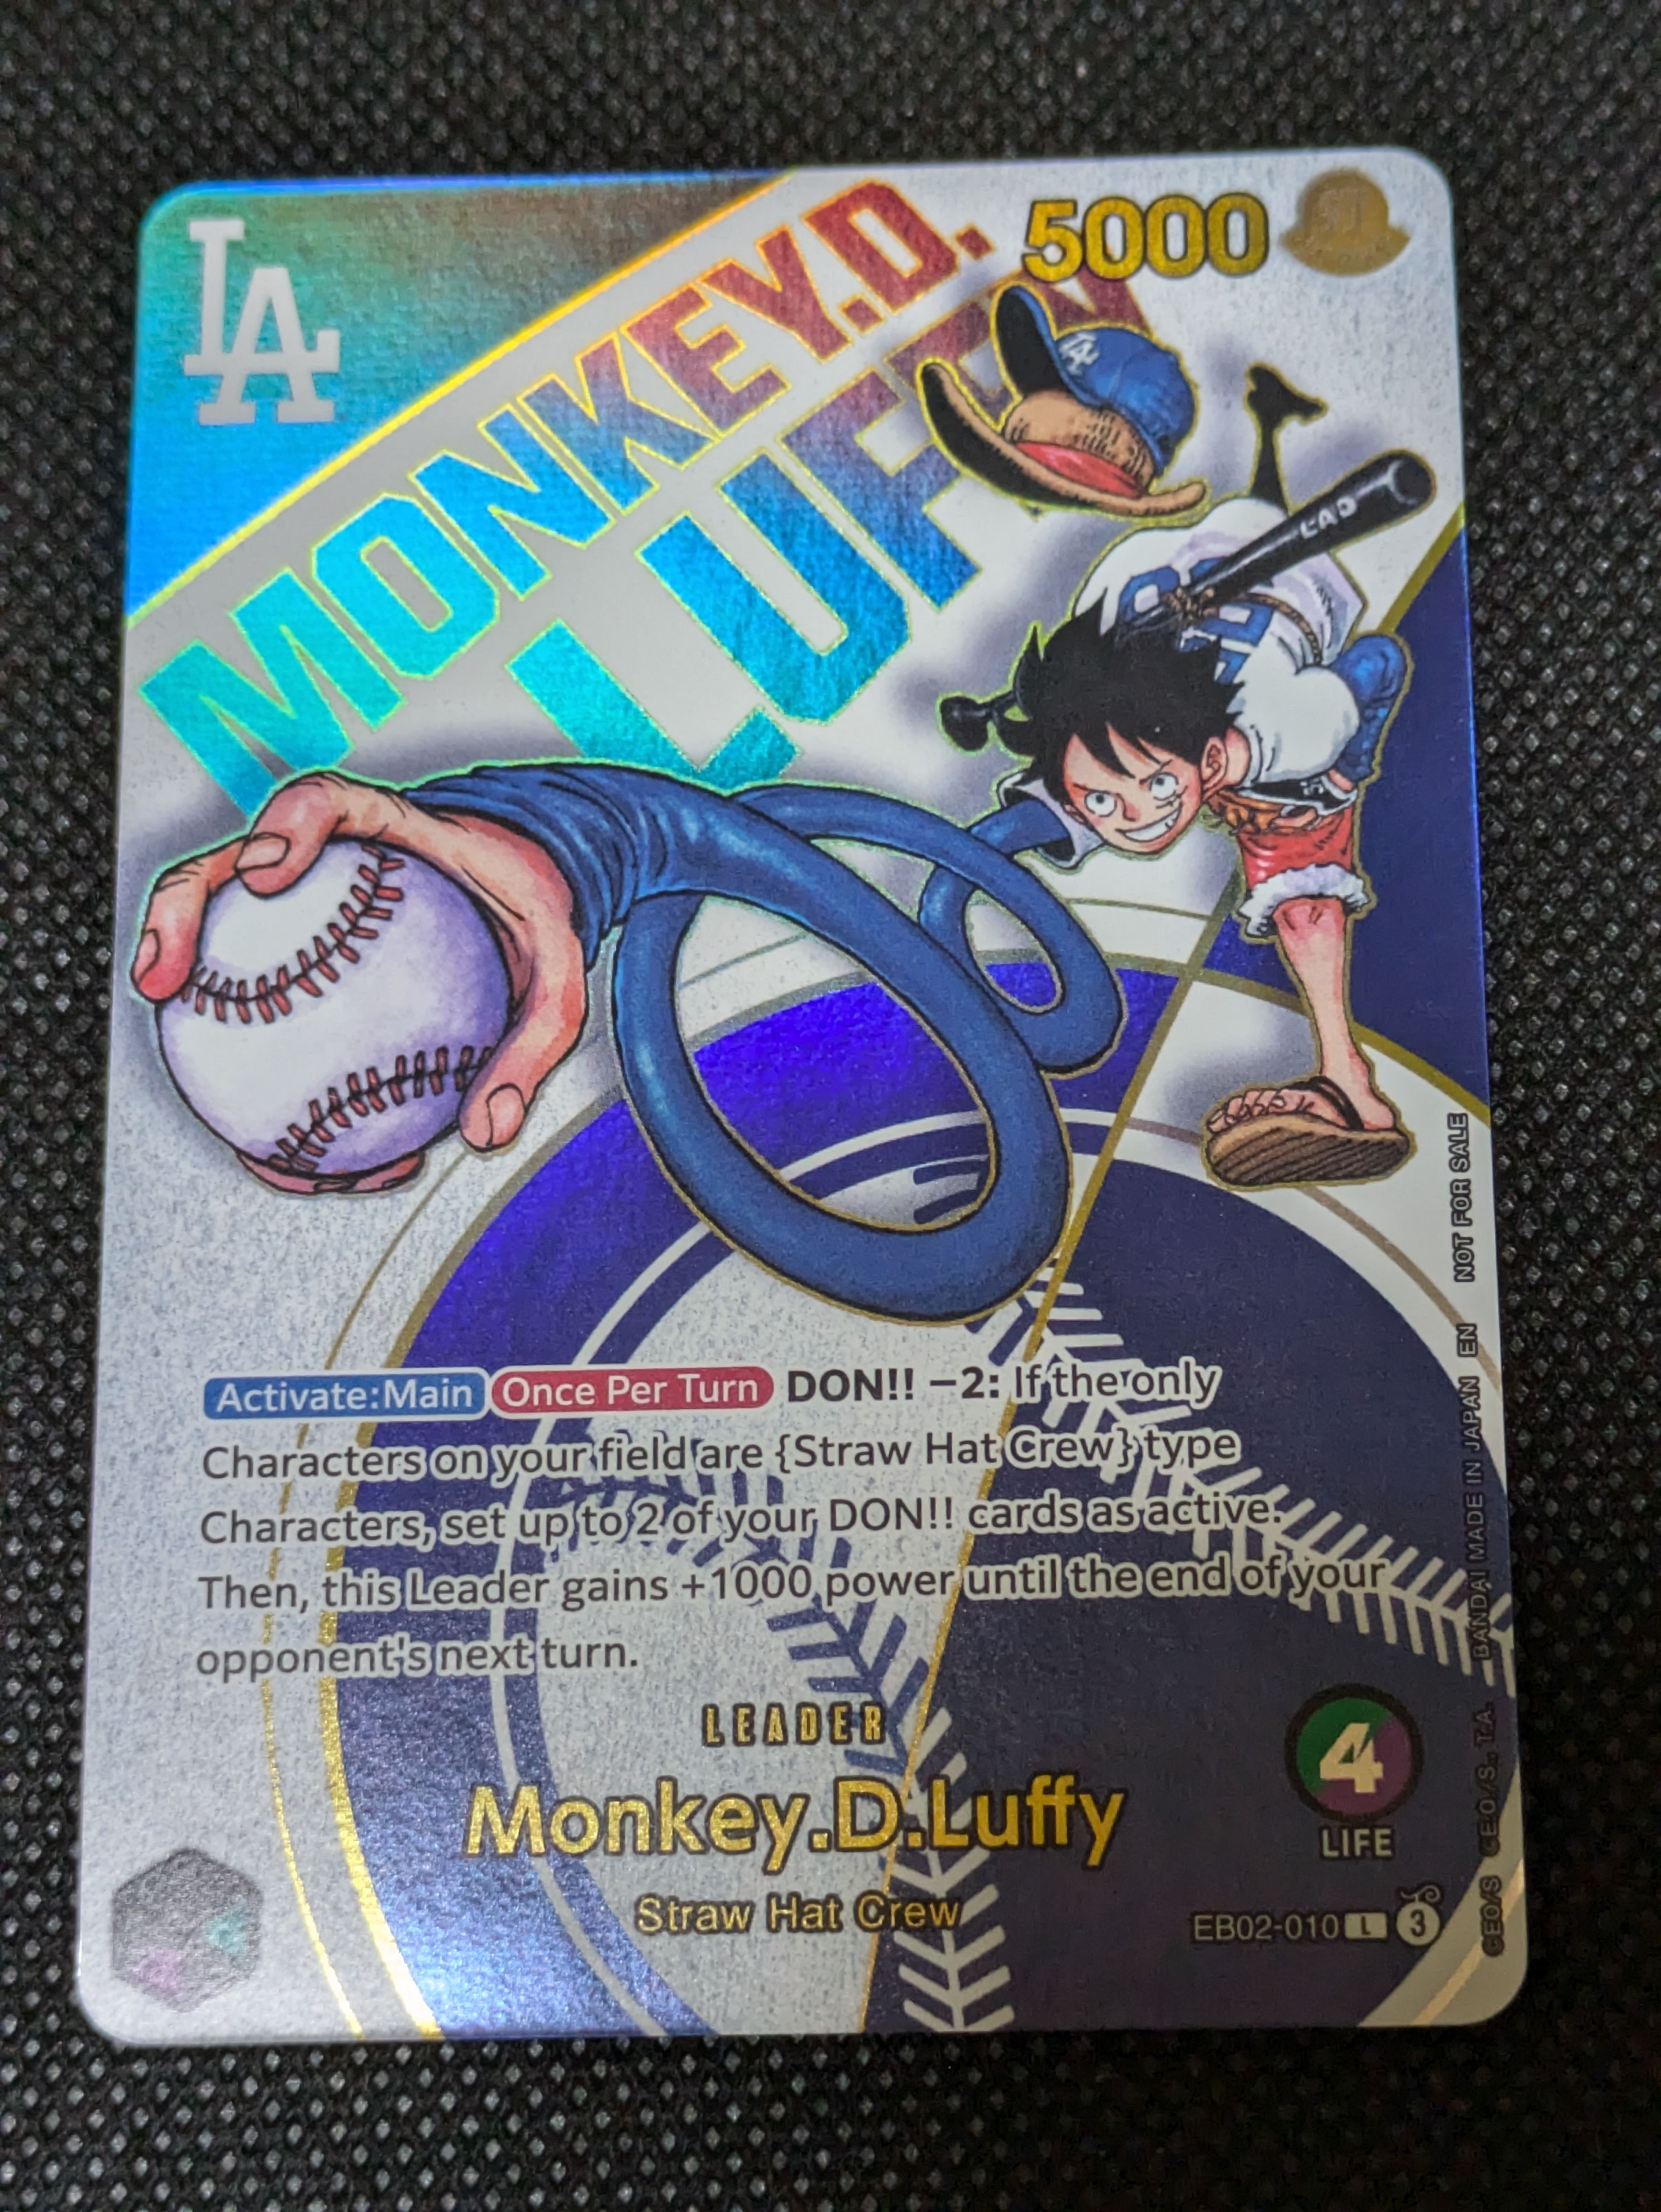 LA
MONKEY.D.
LUFFY
5000
LA
LAD
Activate:Main Once Per Turn DON!! −2: If the only
Characters on your field are {Straw Hat Crew} type
Characters, set up to 2 of your DON!! cards as active.
Then, this Leader gains +1000 power until the end of your
opponent's next turn.
LEADER
Monkey.D.Luffy
Straw Hat Crew
4
LIFE
EB02-010 L 3
©EO/S ©EO/S., T.A. BANDAI MADE IN JAPAN EN NOT FOR SALE